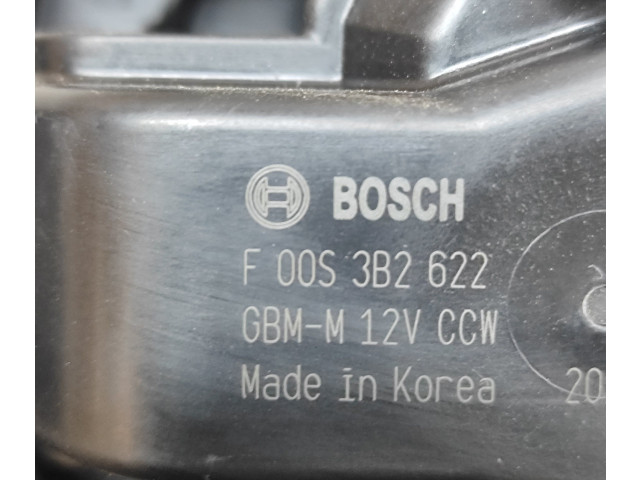 BOSCH
F 00S 3B2 622
GBM-M 12V CCW
Made in Korea 20